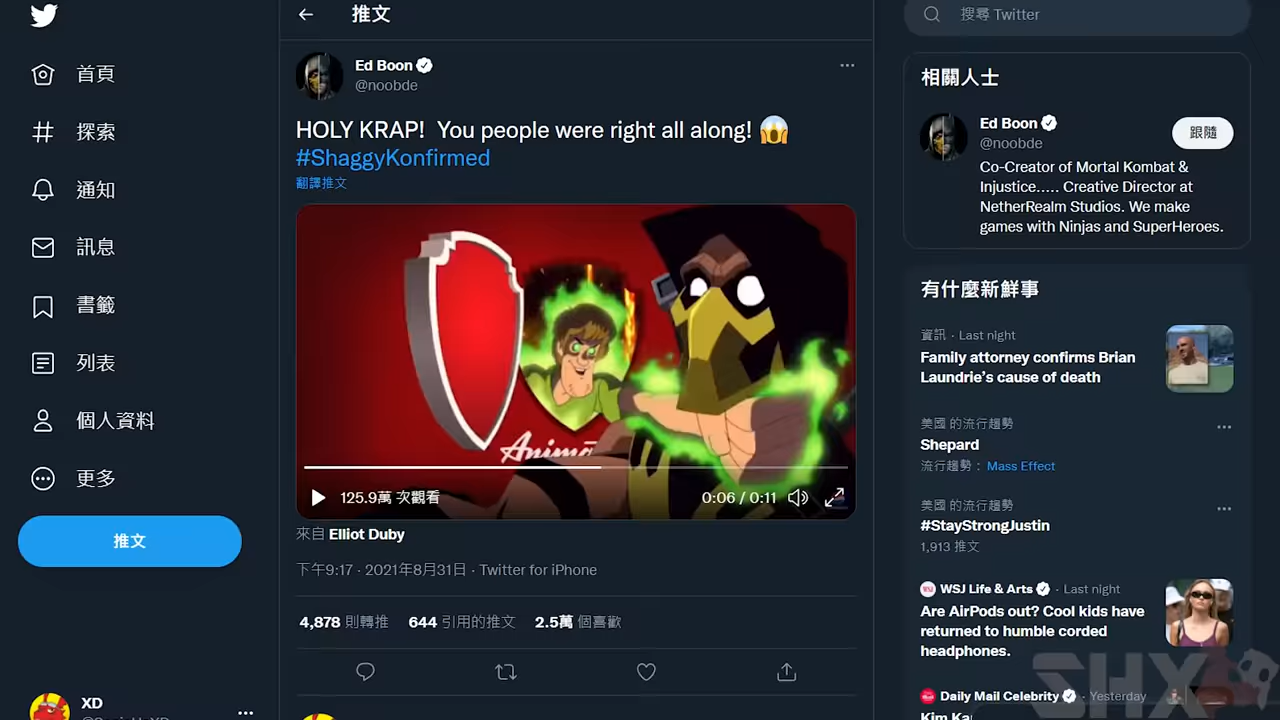 推文
搜尋 Twitter
首頁
探索
通知
訊息
書籤
列表
個人資料
更多
推文
XD
Ed Boon
@noobde
HOLY KRAP! You people were right all along! 😱
#ShaggyKonfirmed
翻譯推文
125.9萬 次觀看
0:06 / 0:11
來自 Elliot Duby
下午9:17 · 2021年8月31日 · Twitter for iPhone
4,878 則轉推 644 引用的推文 2.5萬 個喜歡
相關人士
Ed Boon
@noobde
跟隨
Co-Creator of Mortal Kombat &
Injustice..... Creative Director at
NetherRealm Studios. We make
games with Ninjas and SuperHeroes.
有什麼新鮮事
資訊 · Last night
Family attorney confirms Brian
Laundrie's cause of death
美國 的流行趨勢
Shepard
流行趨勢： Mass Effect
美國 的流行趨勢
#StayStrongJustin
1,913 推文
WSJ Life & Arts · Last night
Are AirPods out? Cool kids have
returned to humble corded
headphones.
Daily Mail Celebrity · Yesterday
SHX